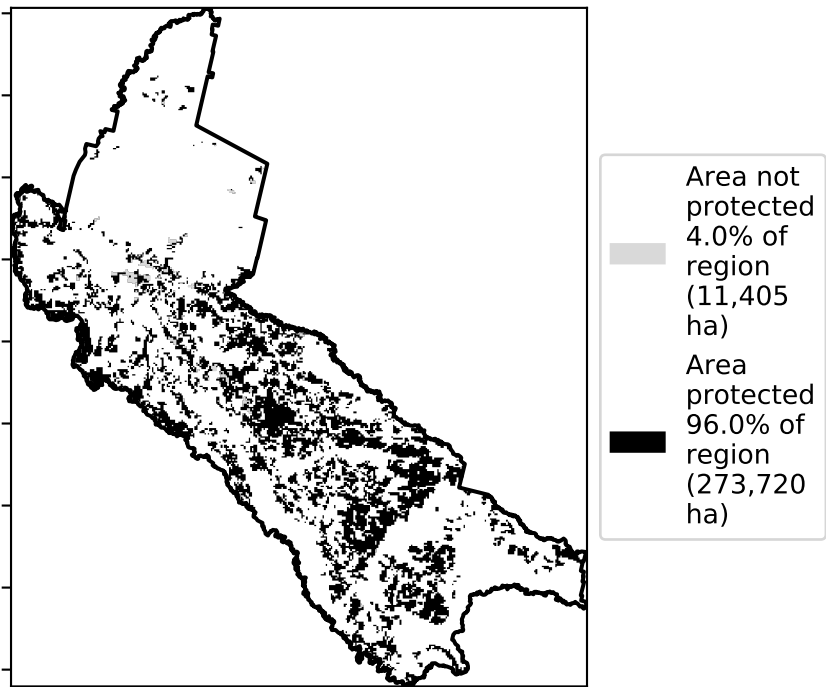 Area not
protected
4.0% of
region
(11,405
ha)
Area
protected
96.0% of
region
(273,720
ha)